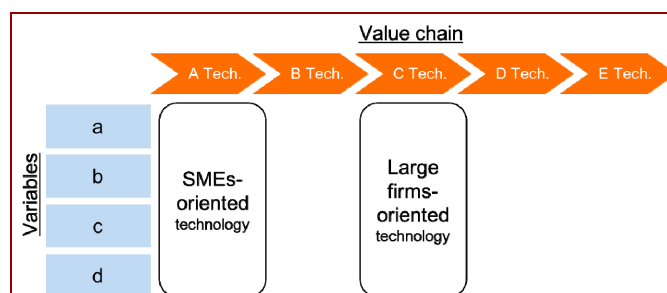 Value chain
A Tech. B Tech. C Tech. D Tech. E Tech.
Variables
a
b
c
d
SMEs-
oriented
technology
Large
firms-
oriented
technology